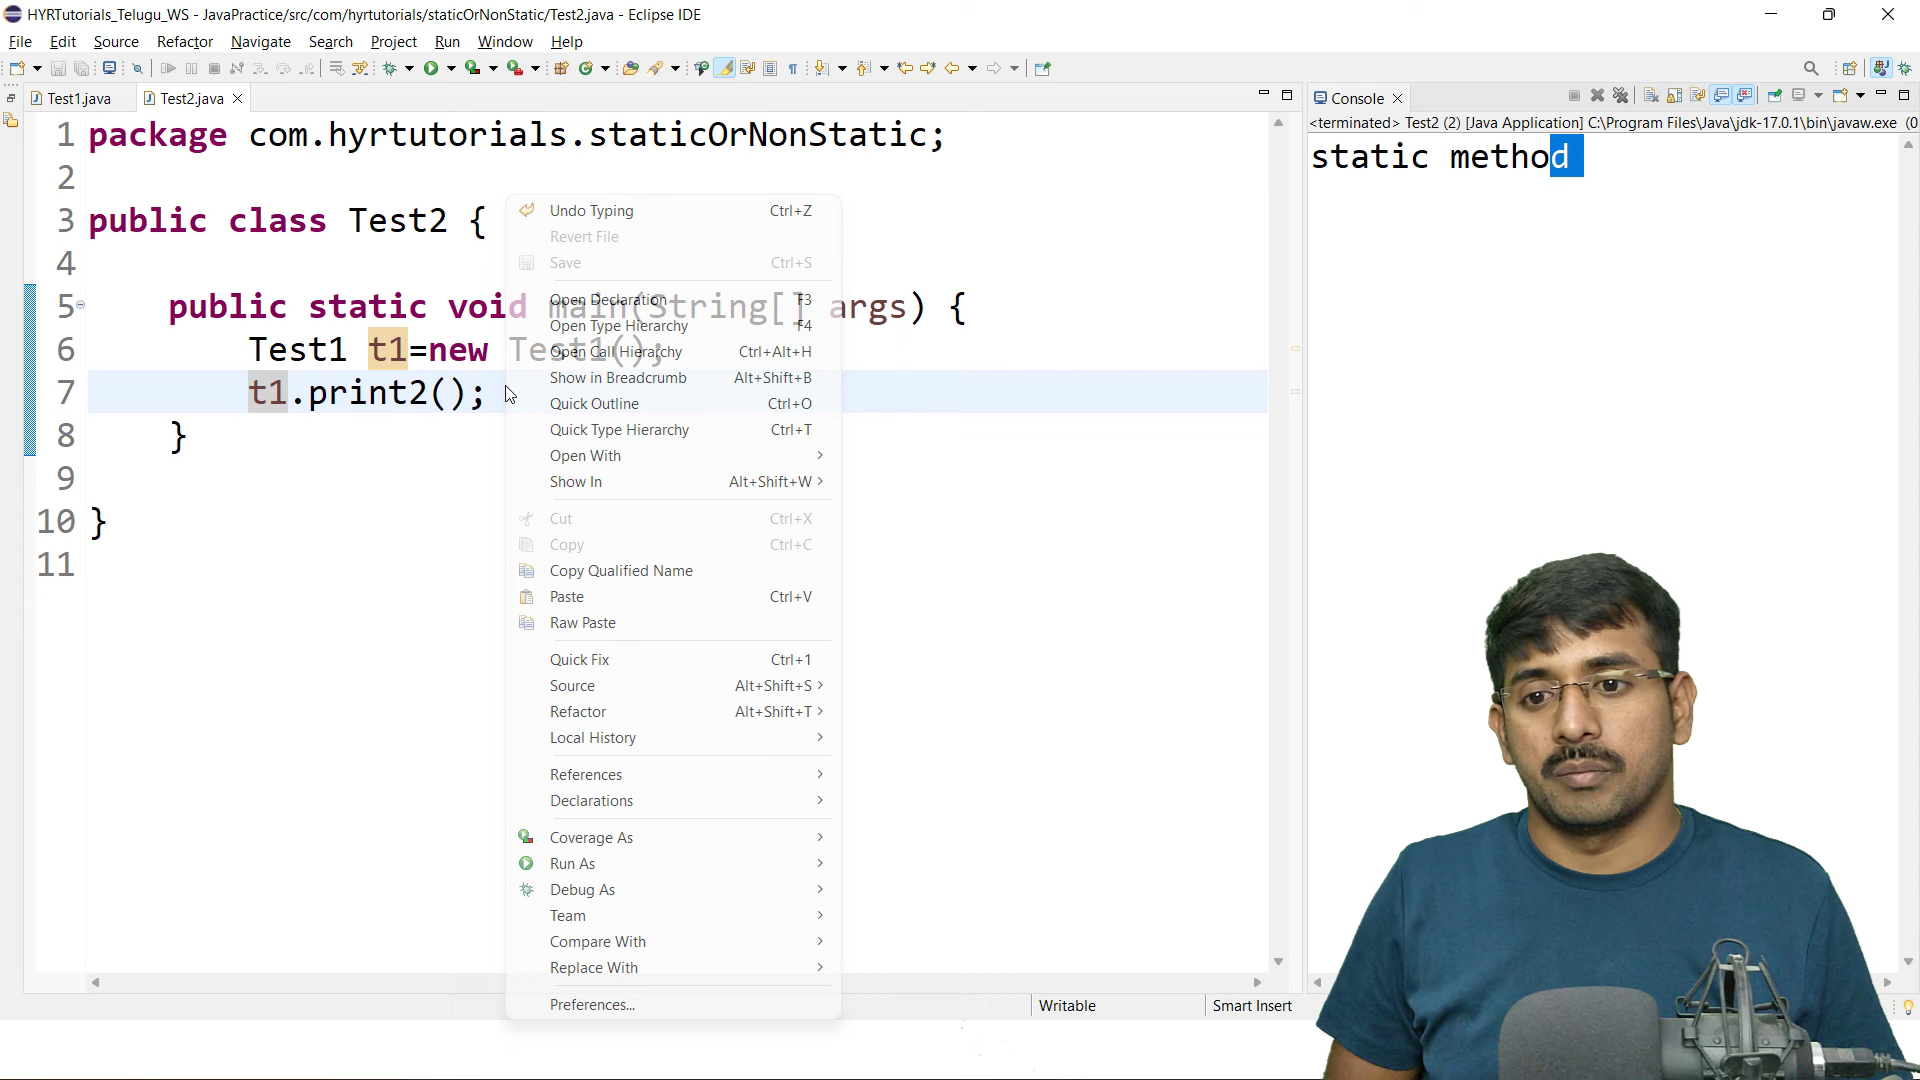 HYRTutorials_Telugu_WS - JavaPractice/src/com/hyrtutorials/staticOrNonStatic/Test2.java - Eclipse IDE
File Edit Source Refactor Navigate Search Project Run Window Help
Test1.java Test2.java
1 package com.hyrtutorials.staticOrNonStatic;
2
3 public class Test2 {
4
5 public static void main(String[] args) {
6 Test1 t1=new Test1();
7 t1.print2();
8 }
9
10 }
11
Undo Typing Ctrl+Z
Revert File
Save Ctrl+S
Open Declaration F3
Open Type Hierarchy F4
Open Call Hierarchy Ctrl+Alt+H
Show in Breadcrumb Alt+Shift+B
Quick Outline Ctrl+O
Quick Type Hierarchy Ctrl+T
Open With
Show In Alt+Shift+W
Cut Ctrl+X
Copy Ctrl+C
Copy Qualified Name
Paste Ctrl+V
Raw Paste
Quick Fix Ctrl+1
Source Alt+Shift+S
Refactor Alt+Shift+T
Local History
References
Declarations
Coverage As
Run As
Debug As
Team
Compare With
Replace With
Preferences...
Console
<terminated> Test2 (2) [Java Application] C:\Program Files\Java\jdk-17.0.1\bin\javaw.exe (0
static method
Writable Smart Insert